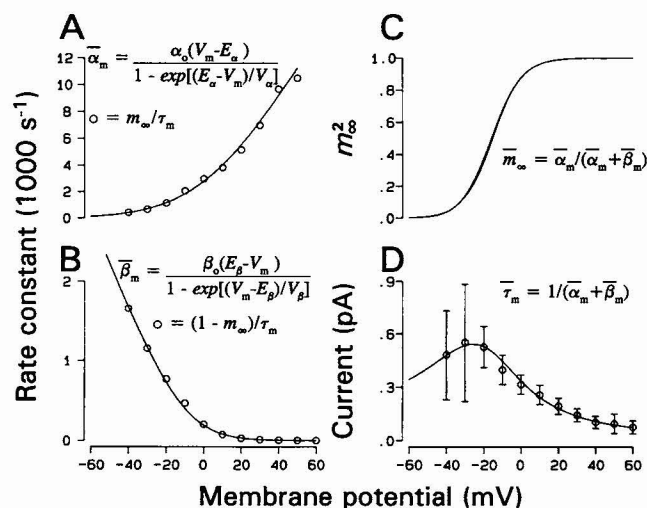 A
ᾱm = αo(Vm-Eα) / 1 - exp[(Eα-Vm)/Vα]
○ = m∞/τm
12
10
8
6
4
2
0
B
β̄m = βo(Eβ-Vm) / 1 - exp[(Vm-Eβ)/Vβ]
○ = (1 - m∞)/τm
2
1
0
-60 -40 -20 0 20 40 60
Rate constant (1000 s⁻¹)
C
1.0
.8
.6
.4
.2
0.0
m²∞
m̄∞ = ᾱm/(ᾱm+β̄m)
D
τ̄m = 1/(ᾱm+β̄m)
.9
.6
.3
0
Current (pA)
-60 -40 -20 0 20 40 60
Membrane potential (mV)